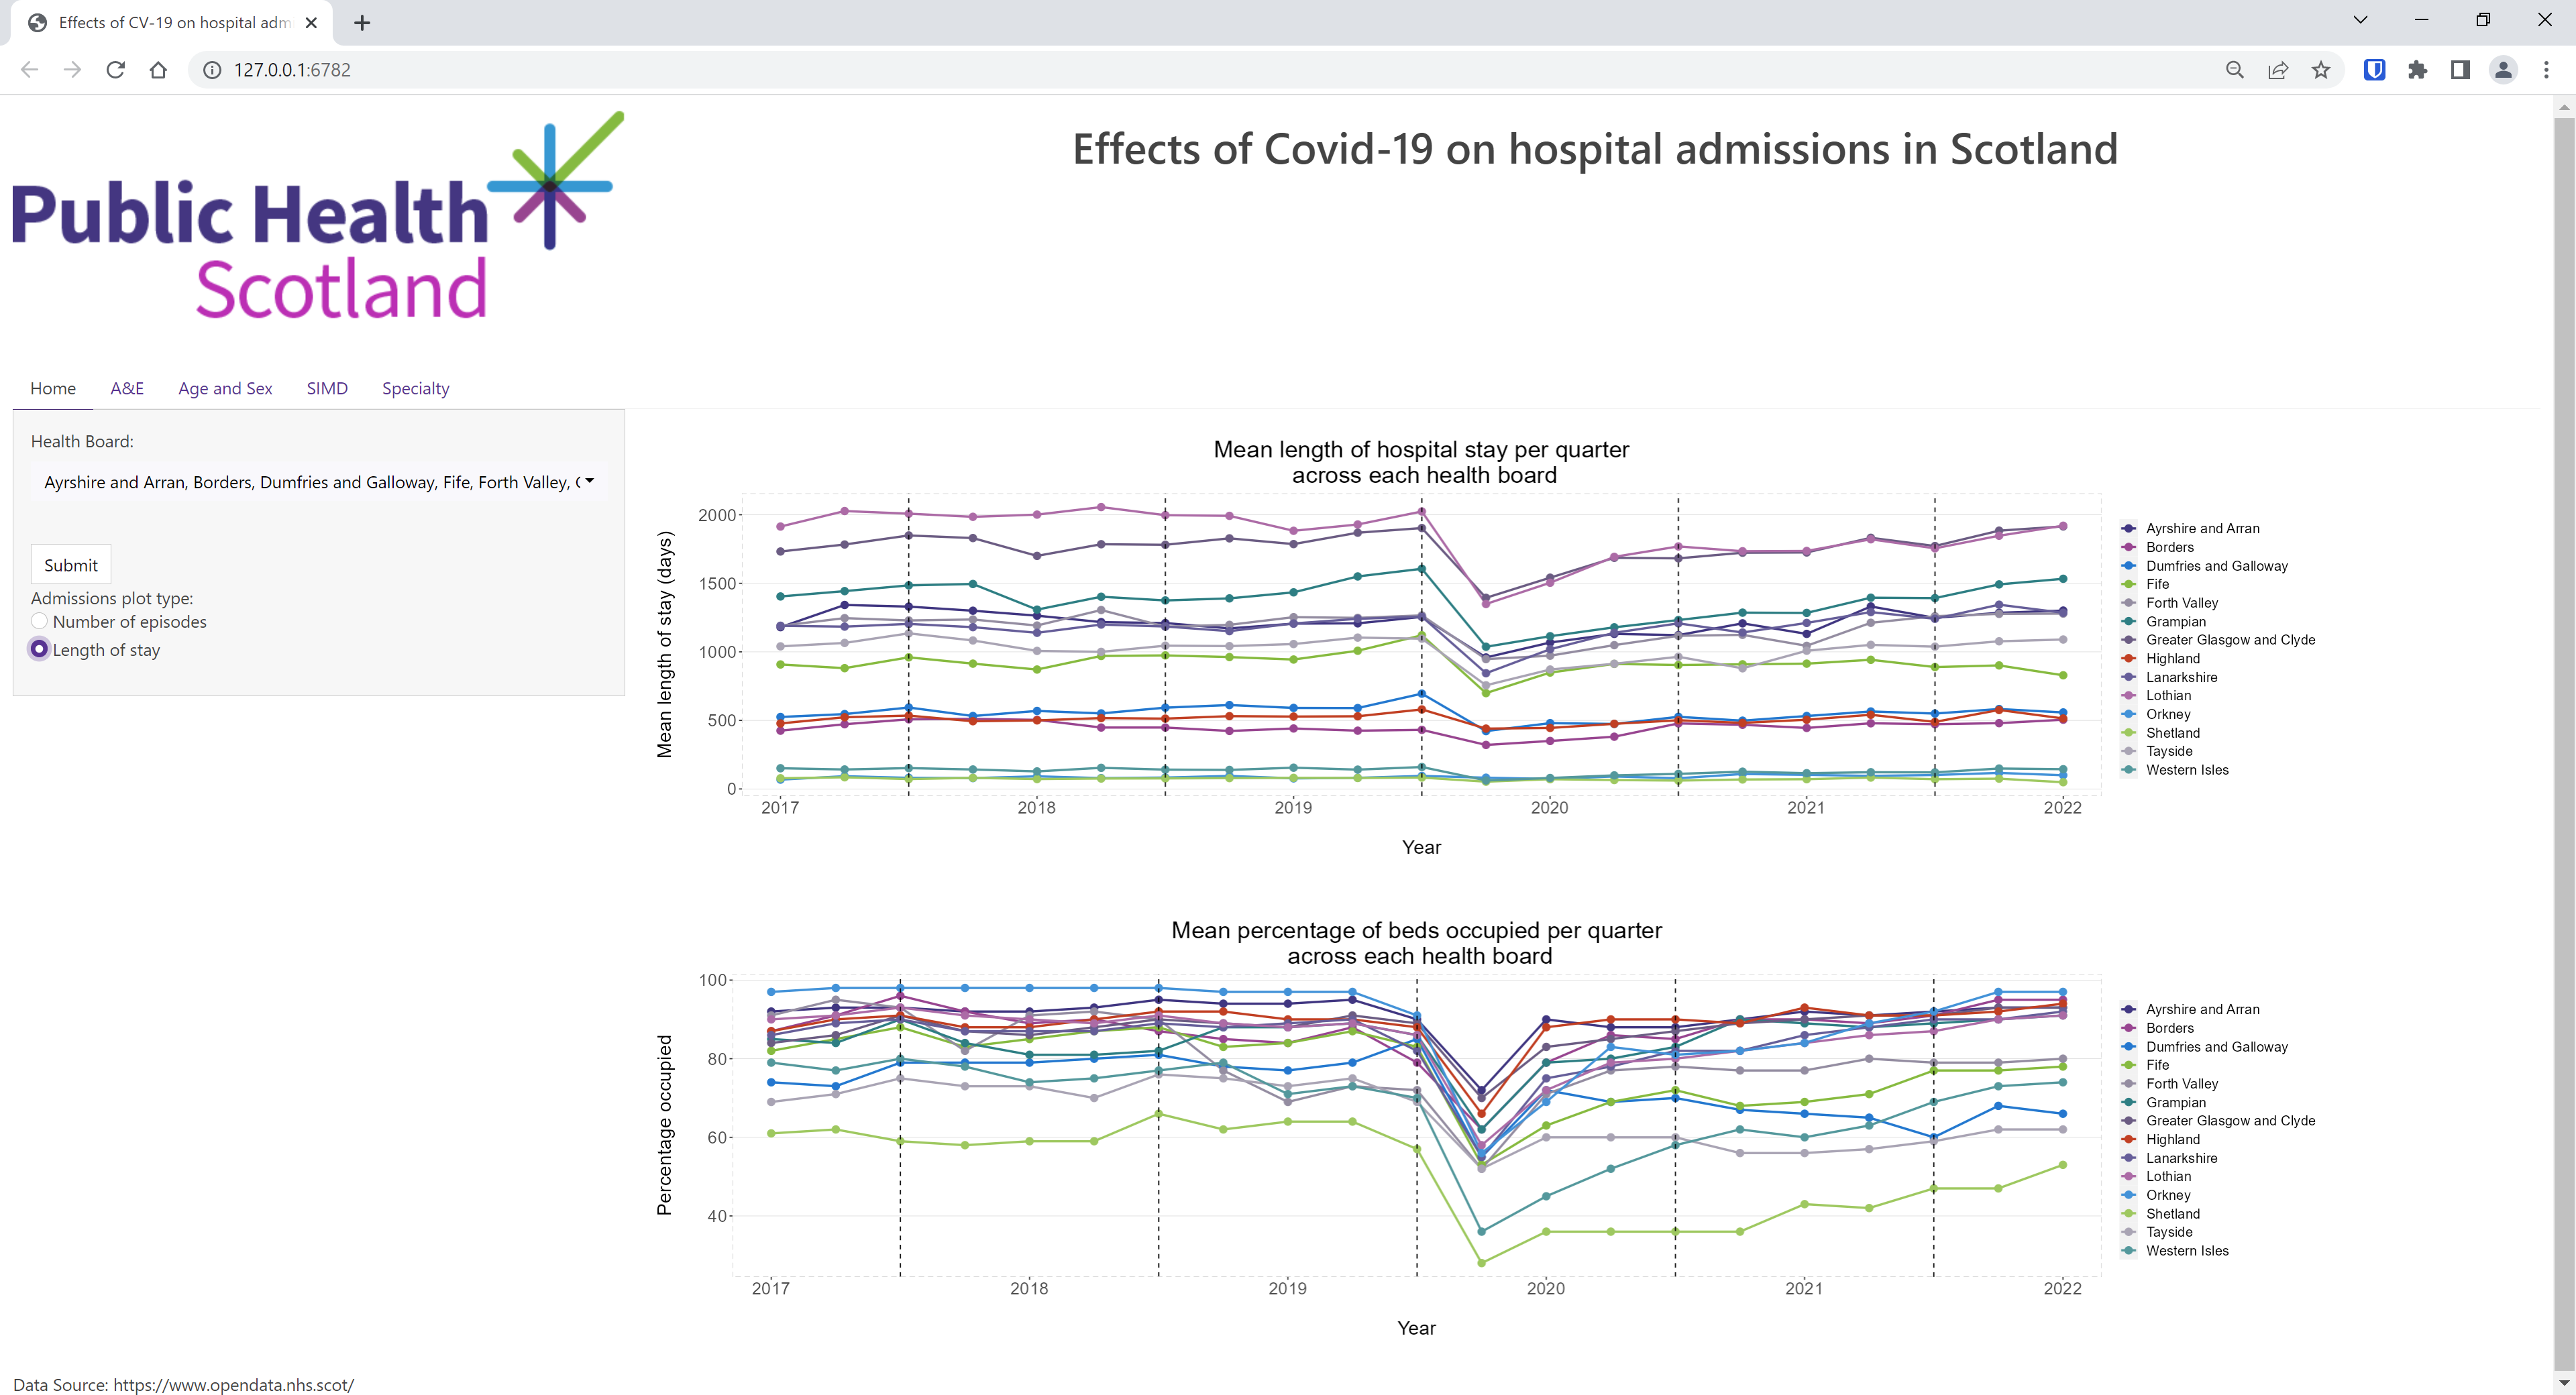 Effects of CV-19 on hospital adm
127.0.0.1:6782
Public Health
Scotland
Effects of Covid-19 on hospital admissions in Scotland
Home A&E Age and Sex SIMD Specialty
Health Board:
Ayrshire and Arran, Borders, Dumfries and Galloway, Fife, Forth Valley,
Submit
Admissions plot type:
Number of episodes
Length of stay
Mean length of hospital stay per quarter
across each health board
Mean length of stay (days)
2000
1500
1000
500
0
2017 2018 2019 2020 2021 2022
Year
Ayrshire and Arran
Borders
Dumfries and Galloway
Fife
Forth Valley
Grampian
Greater Glasgow and Clyde
Highland
Lanarkshire
Lothian
Orkney
Shetland
Tayside
Western Isles
Mean percentage of beds occupied per quarter
across each health board
Percentage occupied
100
80
60
40
2017 2018 2019 2020 2021 2022
Year
Ayrshire and Arran
Borders
Dumfries and Galloway
Fife
Forth Valley
Grampian
Greater Glasgow and Clyde
Highland
Lanarkshire
Lothian
Orkney
Shetland
Tayside
Western Isles
Data Source: https://www.opendata.nhs.scot/